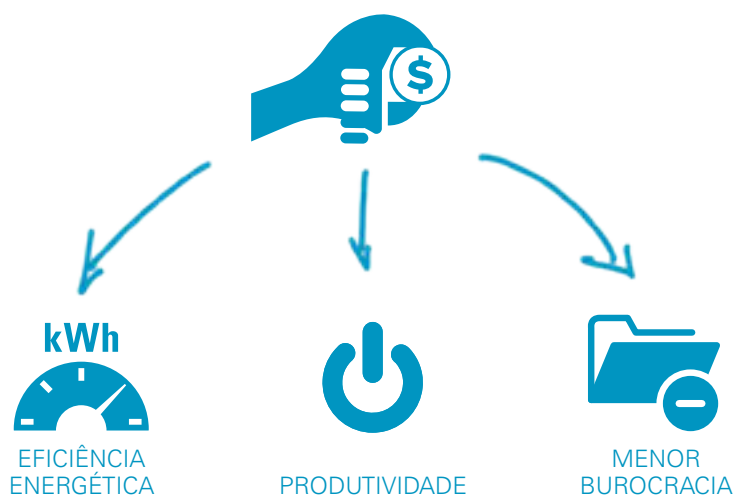 $
kWh
EFICIÊNCIA
ENERGÉTICA
PRODUTIVIDADE
MENOR
BUROCRACIA